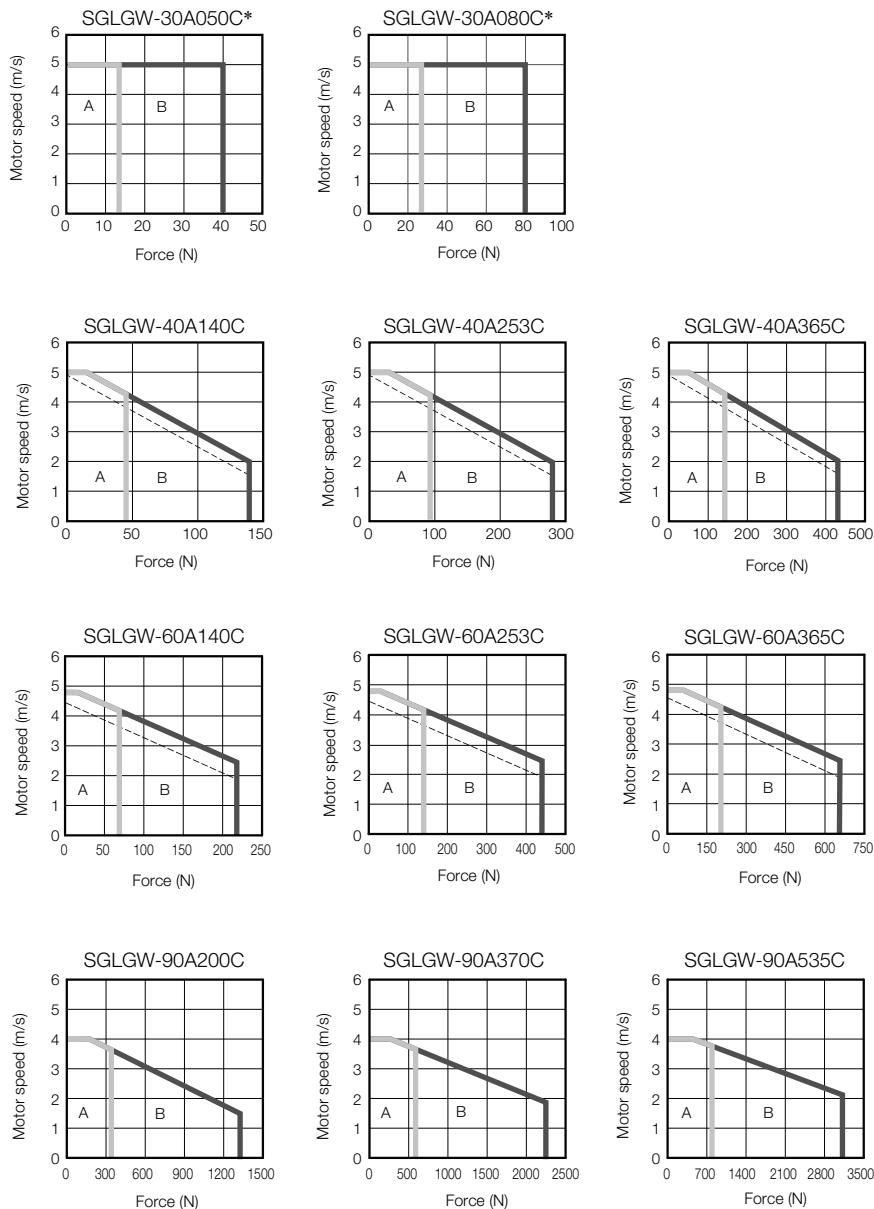 SGLGW-30A050C*
Motor speed (m/s)
6
5
4
3
2
1
0
A
B
0 10 20 30 40 50
Force (N)
SGLGW-30A080C*
Motor speed (m/s)
6
5
4
3
2
1
0
A
B
0 20 40 60 80 100
Force (N)
SGLGW-40A140C
Motor speed (m/s)
6
5
4
3
2
1
0
A
B
0 50 100 150
Force (N)
SGLGW-40A253C
Motor speed (m/s)
6
5
4
3
2
1
0
A
B
0 100 200 300
Force (N)
SGLGW-40A365C
Motor speed (m/s)
6
5
4
3
2
1
0
A
B
0 100 200 300 400 500
Force (N)
SGLGW-60A140C
Motor speed (m/s)
6
5
4
3
2
1
0
A
B
0 50 100 150 200 250
Force (N)
SGLGW-60A253C
Motor speed (m/s)
6
5
4
3
2
1
0
A
B
0 100 200 300 400 500
Force (N)
SGLGW-60A365C
Motor speed (m/s)
6
5
4
3
2
1
0
A
B
0 150 300 450 600 750
Force (N)
SGLGW-90A200C
Motor speed (m/s)
6
5
4
3
2
1
0
A
B
0 300 600 900 1200 1500
Force (N)
SGLGW-90A370C
Motor speed (m/s)
6
5
4
3
2
1
0
A
B
0 500 1000 1500 2000 2500
Force (N)
SGLGW-90A535C
Motor speed (m/s)
6
5
4
3
2
1
0
A
B
0 700 1400 2100 2800 3500
Force (N)